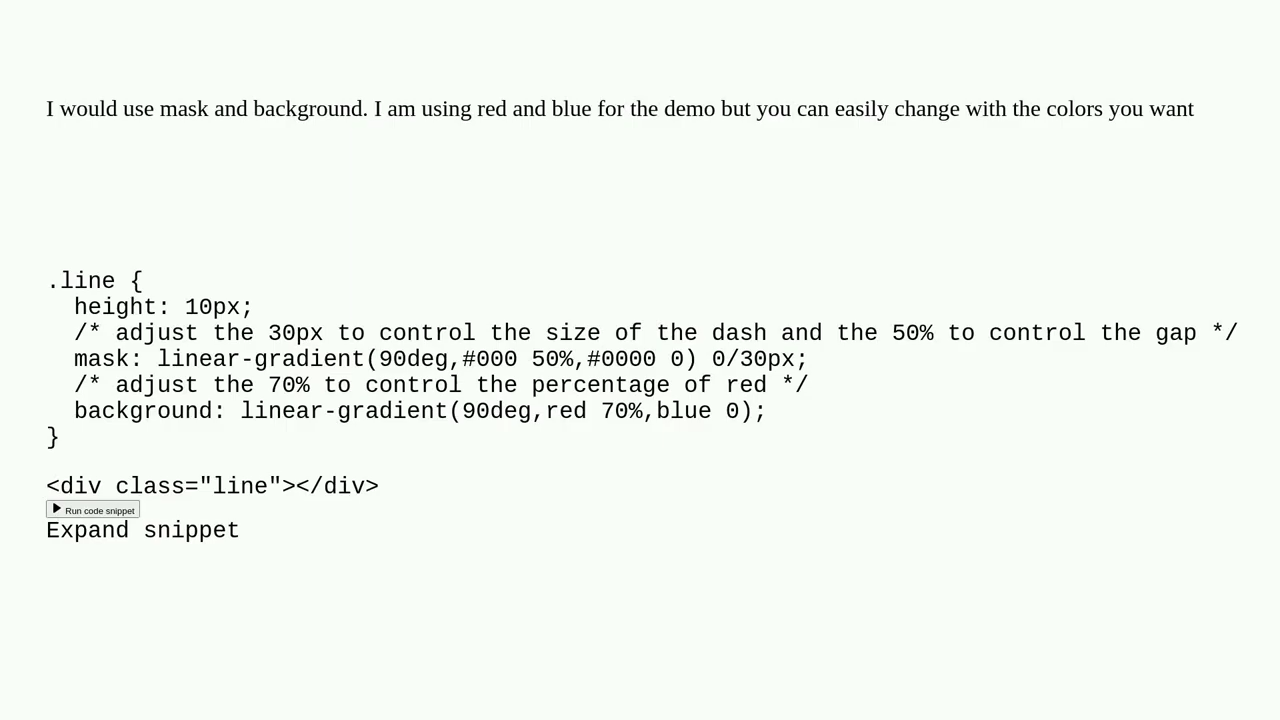 I would use mask and background. I am using red and blue for the demo but you can easily change with the colors you want
.line {
  height: 10px;
  /* adjust the 30px to control the size of the dash and the 50% to control the gap */
  mask: linear-gradient(90deg,#000 50%,#0000 0) 0/30px;
  /* adjust the 70% to control the percentage of red */
  background: linear-gradient(90deg,red 70%,blue 0);
}
<div class="line"></div>
Run code snippet
Expand snippet